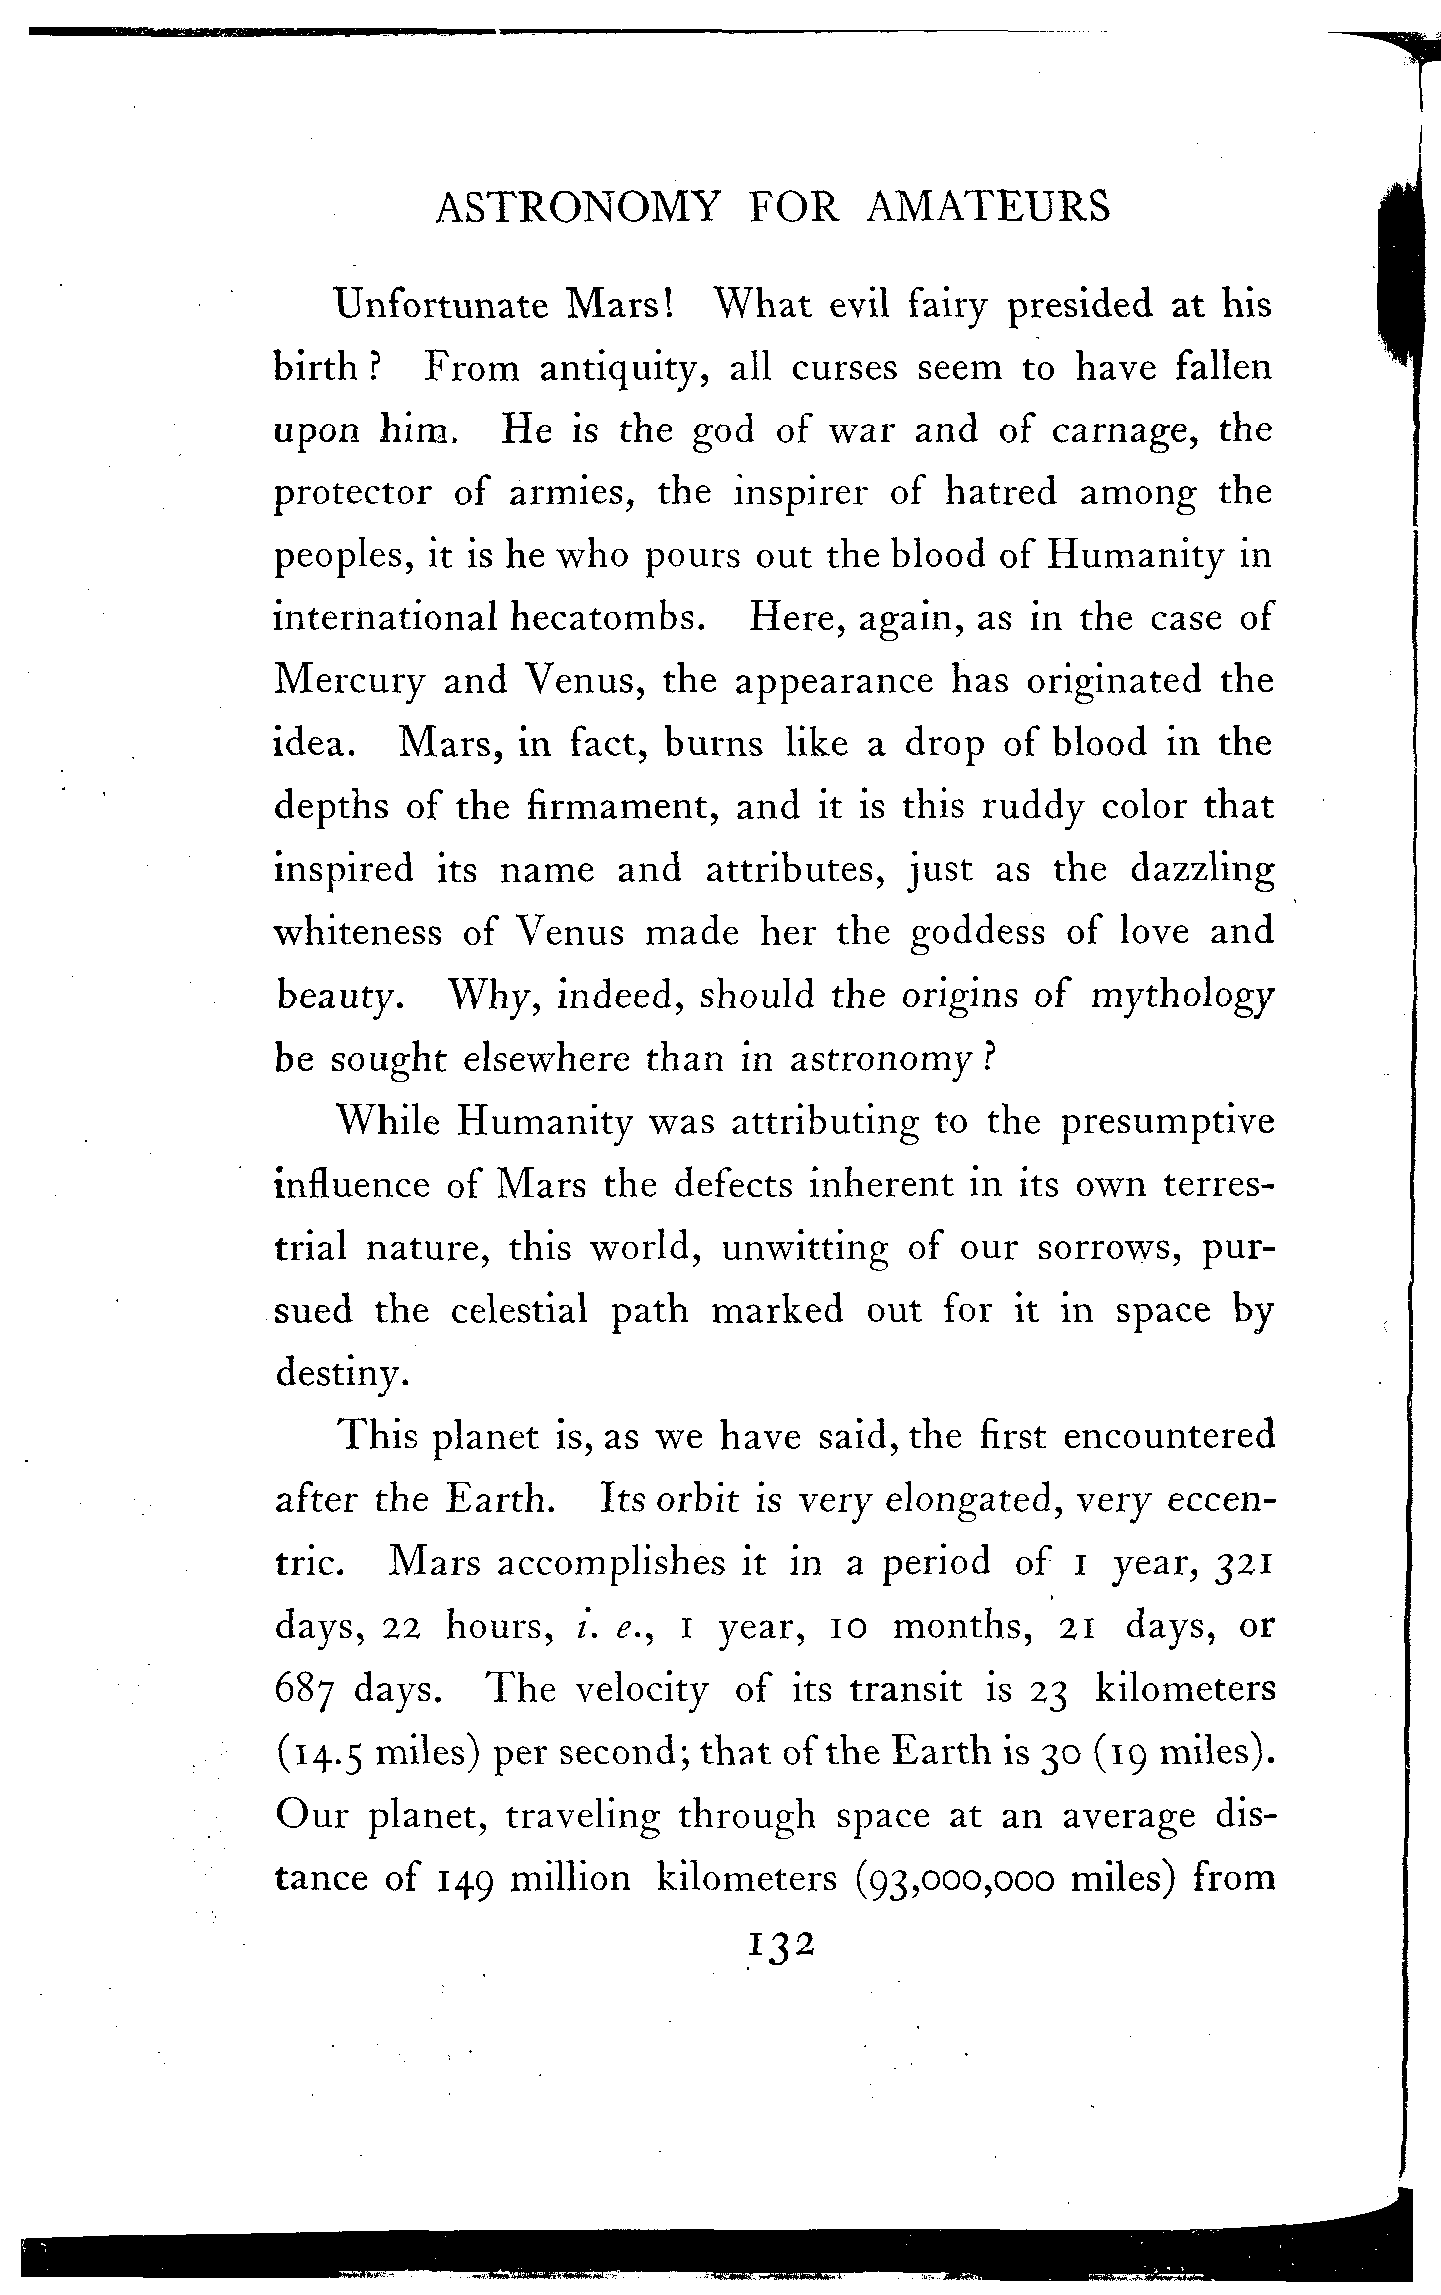 ASTRONOMY FOR AMATEURS
Unfortunate Mars! What evil fairy presided at his
birth? From antiquity, all curses seem to have fallen
upon him. He is the god of war and of carnage, the
protector of armies, the inspirer of hatred among the
peoples, it is he who pours out the blood of Humanity in
international hecatombs. Here, again, as in the case of
Mercury and Venus, the appearance has originated the
idea. Mars, in fact, burns like a drop of blood in the
depths of the firmament, and it is this ruddy color that
inspired its name and attributes, just as the dazzling
whiteness of Venus made her the goddess of love and
beauty. Why, indeed, should the origins of mythology
be sought elsewhere than in astronomy?
While Humanity was attributing to the presumptive
influence of Mars the defects inherent in its own terres-
trial nature, this world, unwitting of our sorrows, pur-
sued the celestial path marked out for it in space by
destiny.
This planet is, as we have said, the first encountered
after the Earth. Its orbit is very elongated, very eccen-
tric. Mars accomplishes it in a period of 1 year, 321
days, 22 hours, i. e., 1 year, 10 months, 21 days, or
687 days. The velocity of its transit is 23 kilometers
(14.5 miles) per second; that of the Earth is 30 (19 miles).
Our planet, traveling through space at an average dis-
tance of 149 million kilometers (93,000,000 miles) from
132